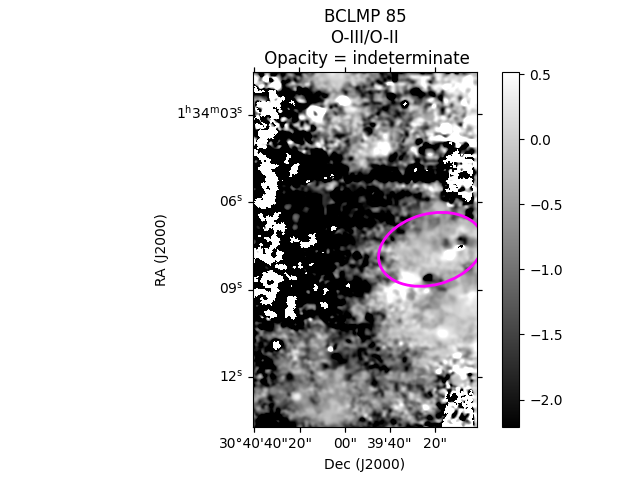 BCLMP 85
O-III/O-II
Opacity = indeterminate
1ʰ34ᵐ03ˢ
06ˢ
09ˢ
12ˢ
RA (J2000)
30°40'40"20" 00" 39'40" 20"
Dec (J2000)
0.5
0.0
−0.5
−1.0
−1.5
−2.0